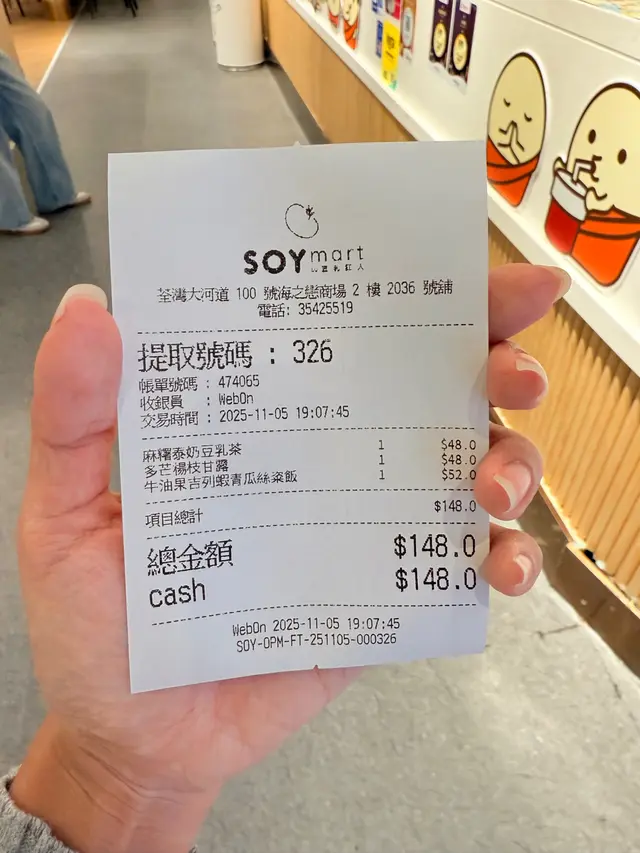 SOYmart
荃灣大河道 100 號海之戀商場 2 樓 2036 號舖
電話: 35425519
提取號碼 : 326
帳單號碼 : 474065
收銀員 : WebOn
交易時間 : 2025-11-05 19:07:45
麻糬泰奶豆乳茶 1 $48.0
多芒楊枝甘露 1 $48.0
牛油果吉列蝦青瓜絲粢飯 1 $52.0
項目總計 $148.0
總金額 $148.0
cash $148.0
WebOn 2025-11-05 19:07:45
SOY-OPM-FT-251105-000326